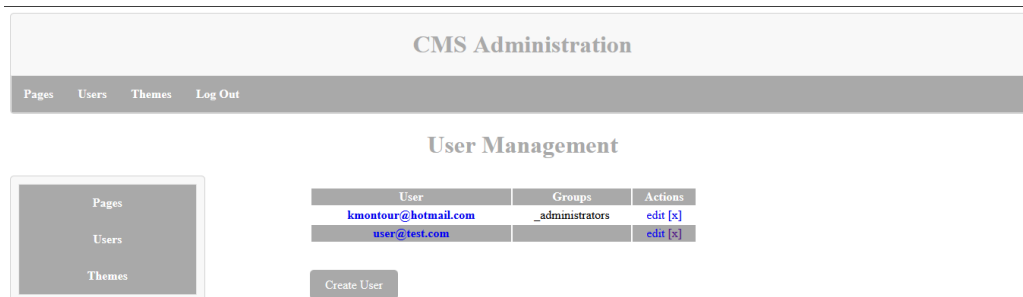 CMS Administration
Pages Users Themes Log Out
User Management
Pages
Users
Themes
User Groups Actions
kmontour@hotmail.com _administrators edit [x]
user@test.com edit [x]
Create User